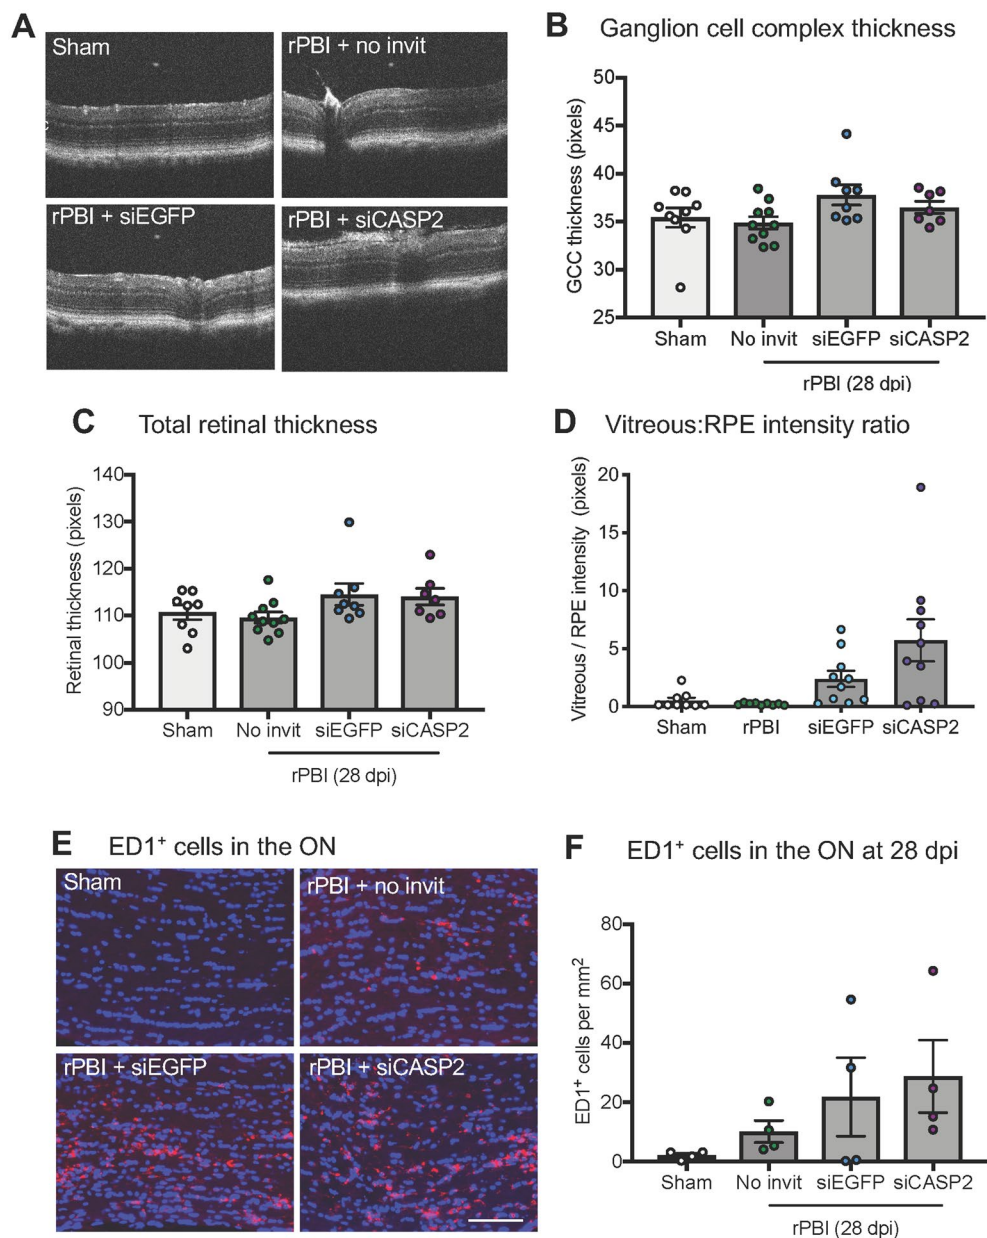 A
Sham
rPBI + no invit
rPBI + siEGFP
rPBI + siCASP2
B Ganglion cell complex thickness
GCC thickness (pixels)
50
45
40
35
30
25
Sham No invit siEGFP siCASP2
rPBI (28 dpi)
C Total retinal thickness
Retinal thickness (pixels)
140
130
120
110
100
90
Sham No invit siEGFP siCASP2
rPBI (28 dpi)
D Vitreous:RPE intensity ratio
Vitreous / RPE intensity (pixels)
20
15
10
5
0
Sham rPBI siEGFP siCASP2
E ED1⁺ cells in the ON
Sham
rPBI + no invit
rPBI + siEGFP
rPBI + siCASP2
F ED1⁺ cells in the ON at 28 dpi
ED1⁺ cells per mm²
80
60
40
20
0
Sham No invit siEGFP siCASP2
rPBI (28 dpi)